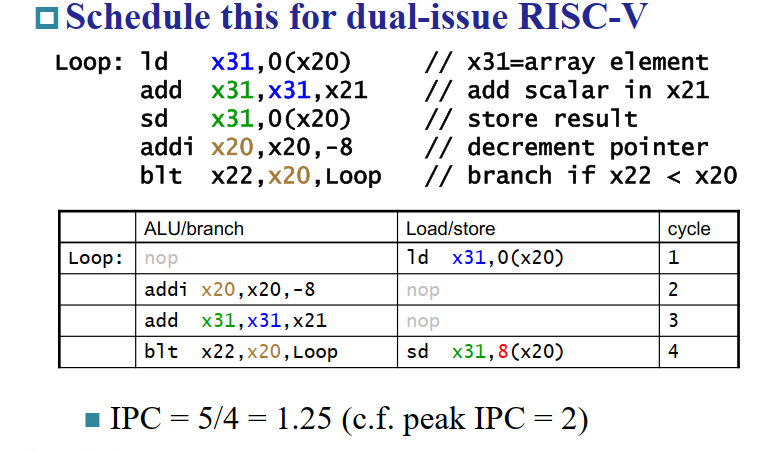 Schedule this for dual-issue RISC-V
Loop: ld x31,0(x20) // x31=array element
add x31,x31,x21 // add scalar in x21
sd x31,0(x20) // store result
addi x20,x20,-8 // decrement pointer
blt x22,x20,Loop // branch if x22 < x20
ALU/branch Load/store cycle
Loop: nop ld x31,0(x20) 1
addi x20,x20,-8 nop 2
add x31,x31,x21 nop 3
blt x22,x20,Loop sd x31,8(x20) 4
IPC = 5/4 = 1.25 (c.f. peak IPC = 2)